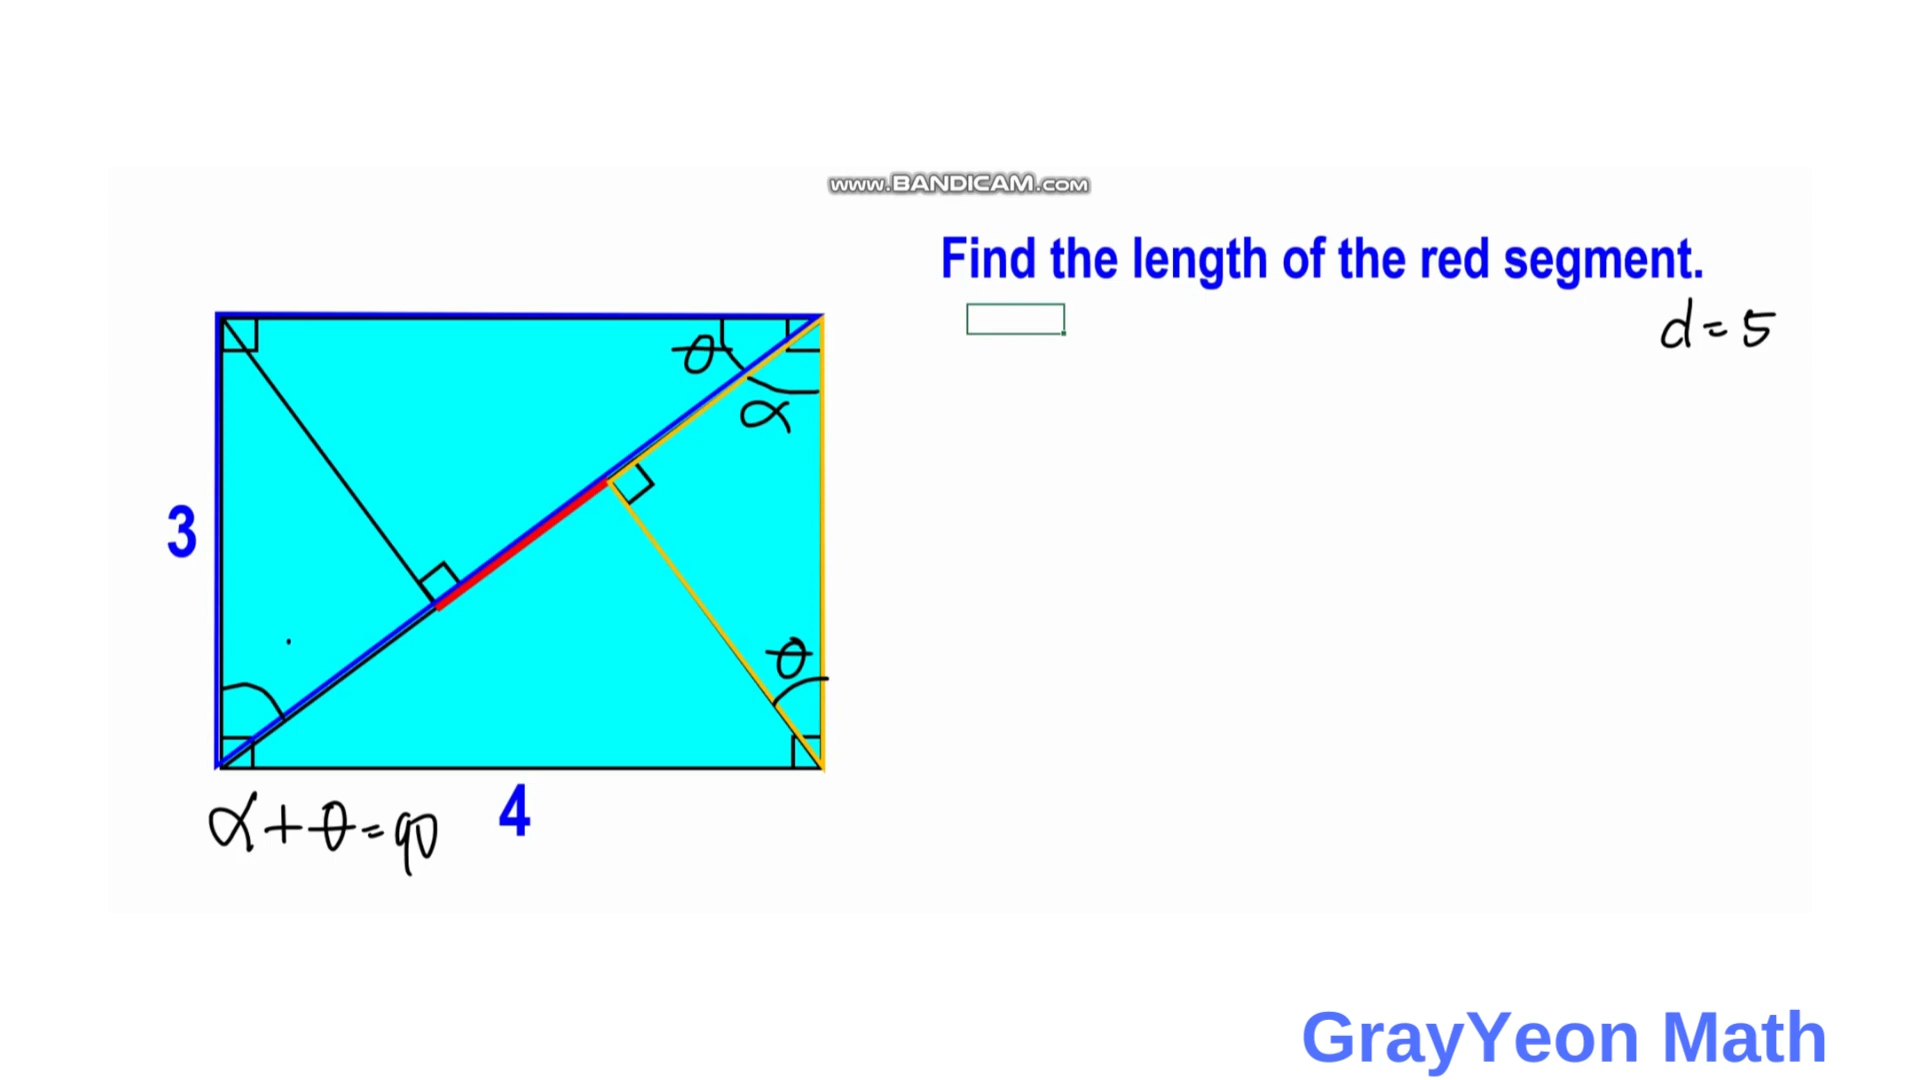 www.BANDICAM.com
Find the length of the red segment.
d = 5
θ
α
3
θ
4
α + θ = 90
GrayYeon Math